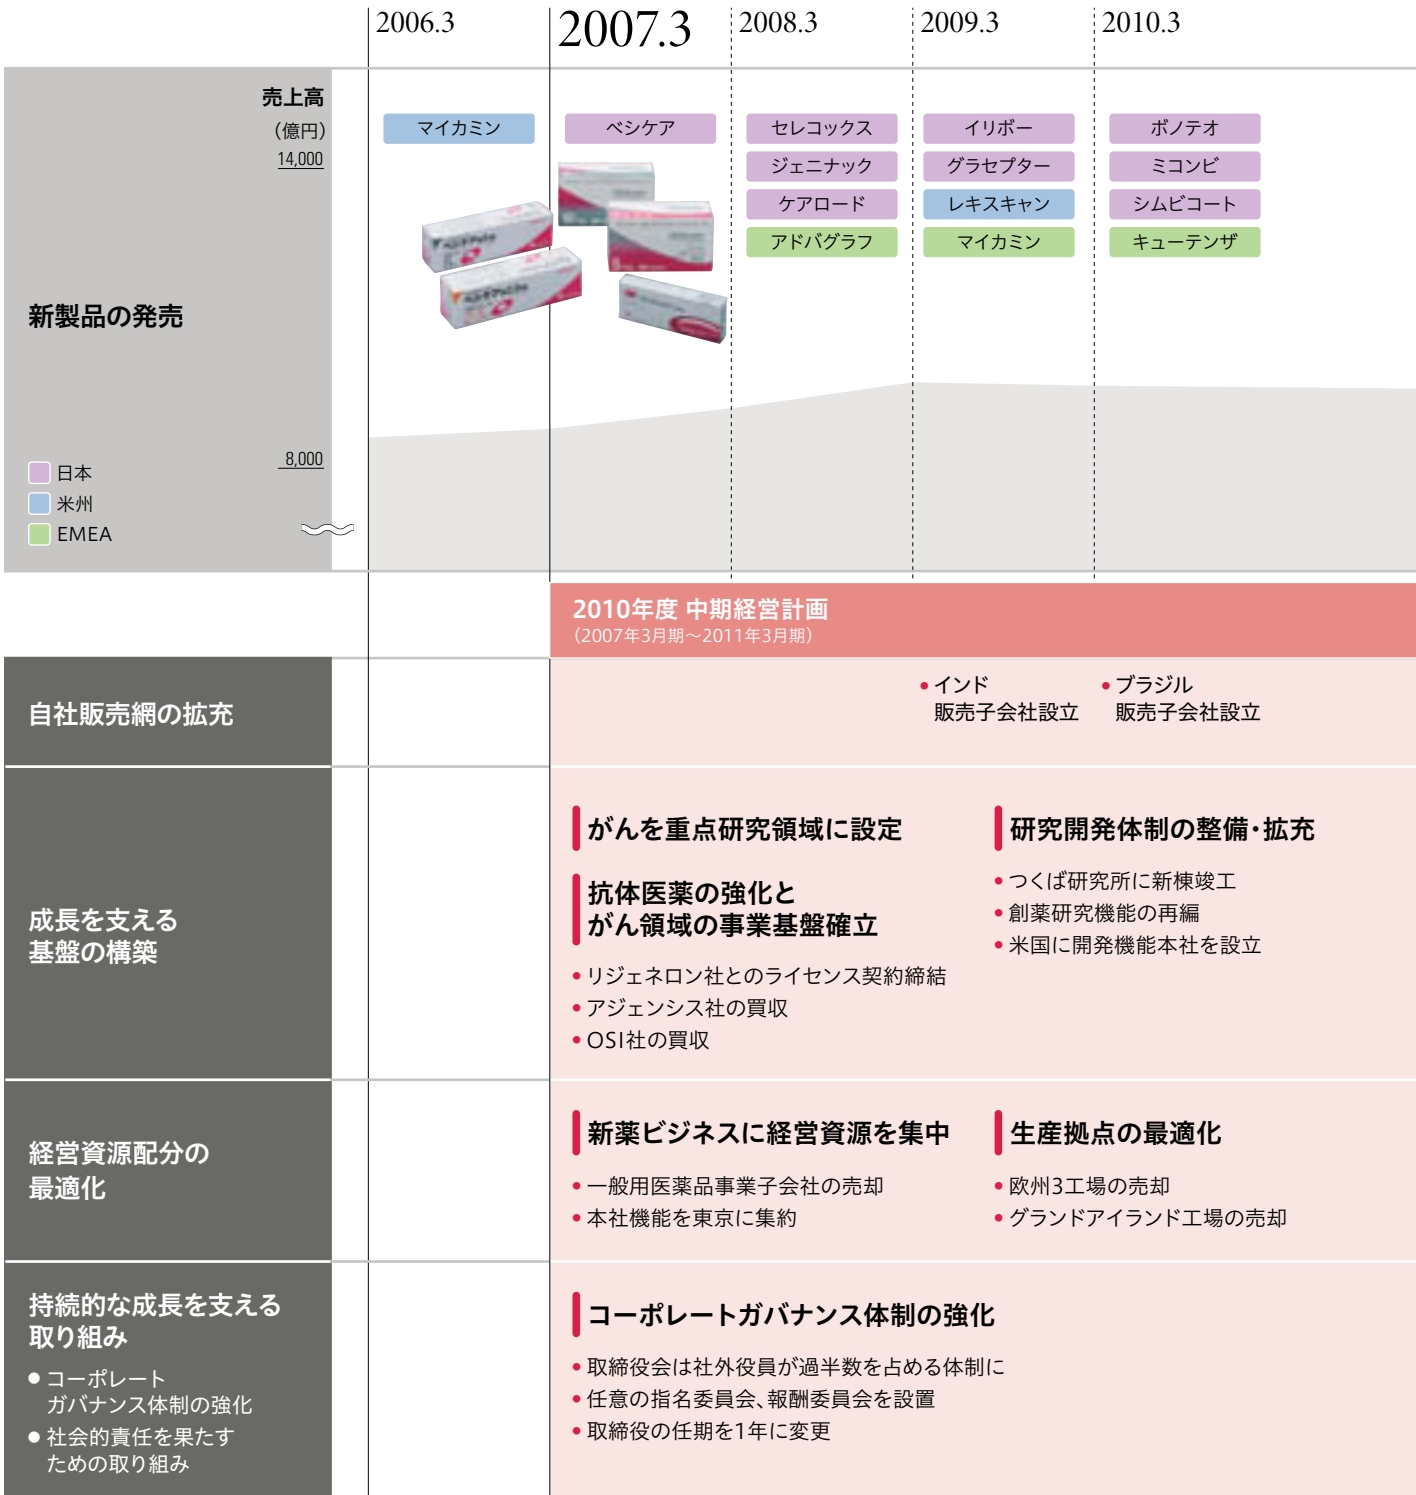 2006.3
2007.3
2008.3
2009.3
2010.3
売上高
（億円）
14,000
8,000
新製品の発売
日本
米州
EMEA
マイカミン
ベシケア
セレコックス
ジェニナック
ケアロード
アドバグラフ
イリボー
グラセプター
レキスキャン
マイカミン
ボノテオ
ミコンビ
シムビコート
キューテンザ
2010年度 中期経営計画
（2007年3月期～2011年3月期）
自社販売網の拡充
• インド
販売子会社設立
• ブラジル
販売子会社設立
成長を支える
基盤の構築
がんを重点研究領域に設定
抗体医薬の強化と
がん領域の事業基盤確立
• リジェネロン社とのライセンス契約締結
• アジェンシス社の買収
• OSI社の買収
研究開発体制の整備・拡充
• つくば研究所に新棟竣工
• 創薬研究機能の再編
• 米国に開発機能本社を設立
経営資源配分の
最適化
新薬ビジネスに経営資源を集中
• 一般用医薬品事業子会社の売却
• 本社機能を東京に集約
生産拠点の最適化
• 欧州3工場の売却
• グランドアイランド工場の売却
持続的な成長を支える
取り組み
● コーポレート
ガバナンス体制の強化
● 社会的責任を果たす
ための取り組み
コーポレートガバナンス体制の強化
• 取締役会は社外役員が過半数を占める体制に
• 任意の指名委員会、報酬委員会を設置
• 取締役の任期を1年に変更